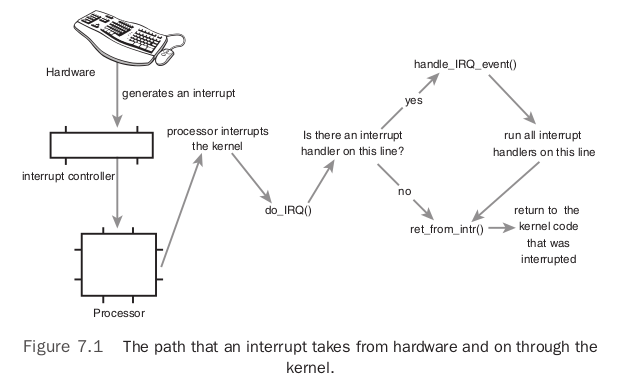 Hardware
generates an interrupt
interrupt controller
Processor
processor interrupts
the kernel
do_IRQ()
Is there an interrupt
handler on this line?
yes
no
handle_IRQ_event()
run all interrupt
handlers on this line
ret_from_intr()
return to the
kernel code
that was
interrupted
Figure 7.1 The path that an interrupt takes from hardware and on through the
kernel.